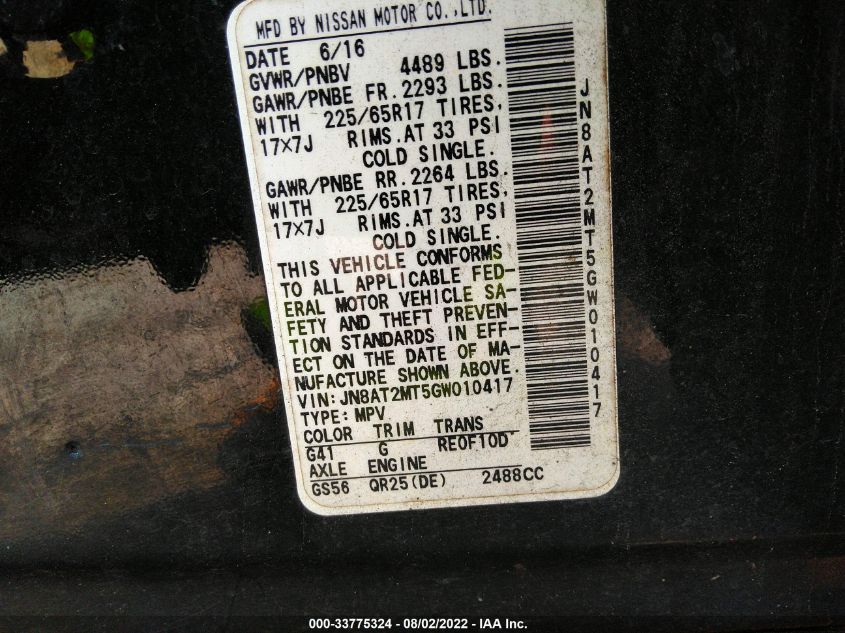 MFD BY NISSAN MOTOR CO.,LTD.
DATE 6/16
GVWR/PNBV 4489 LBS.
GAWR/PNBE FR. 2293 LBS.
WITH 225/65R17 TIRES,
17×7J RIMS.AT 33 PSI
COLD SINGLE.
GAWR/PNBE RR. 2264 LBS.
WITH 225/65R17 TIRES,
17×7J RIMS.AT 33 PSI
COLD SINGLE.
THIS VEHICLE CONFORMS
TO ALL APPLICABLE FED-
ERAL MOTOR VEHICLE SA-
FETY AND THEFT PREVEN-
TION STANDARDS IN EFF-
ECT ON THE DATE OF MA-
NUFACTURE SHOWN ABOVE.
VIN:JN8AT2MT5GW010417
TYPE:MPV
COLOR TRIM TRANS
G41 G RE0F10D
AXLE ENGINE
GS56 QR25(DE) 2488CC
JN8AT2MT5GW010417
000-33775324 - 08/02/2022 - IAA Inc.